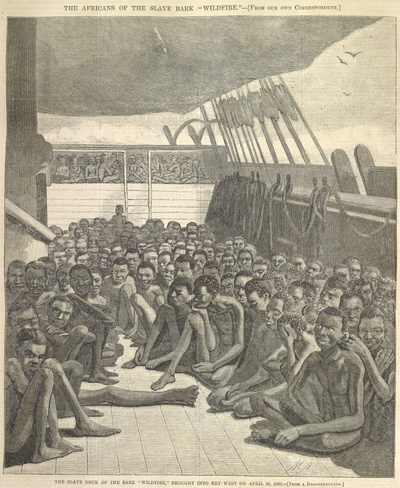 THE AFRICANS OF THE SLAVE BARK "WILDFIRE."—[FROM OUR OWN CORRESPONDENT.]
THE SLAVE DECK OF THE BARK "WILDFIRE," BROUGHT INTO KEY WEST ON APRIL 30, 1860.—[FROM A DAGUERREOTYPE.]